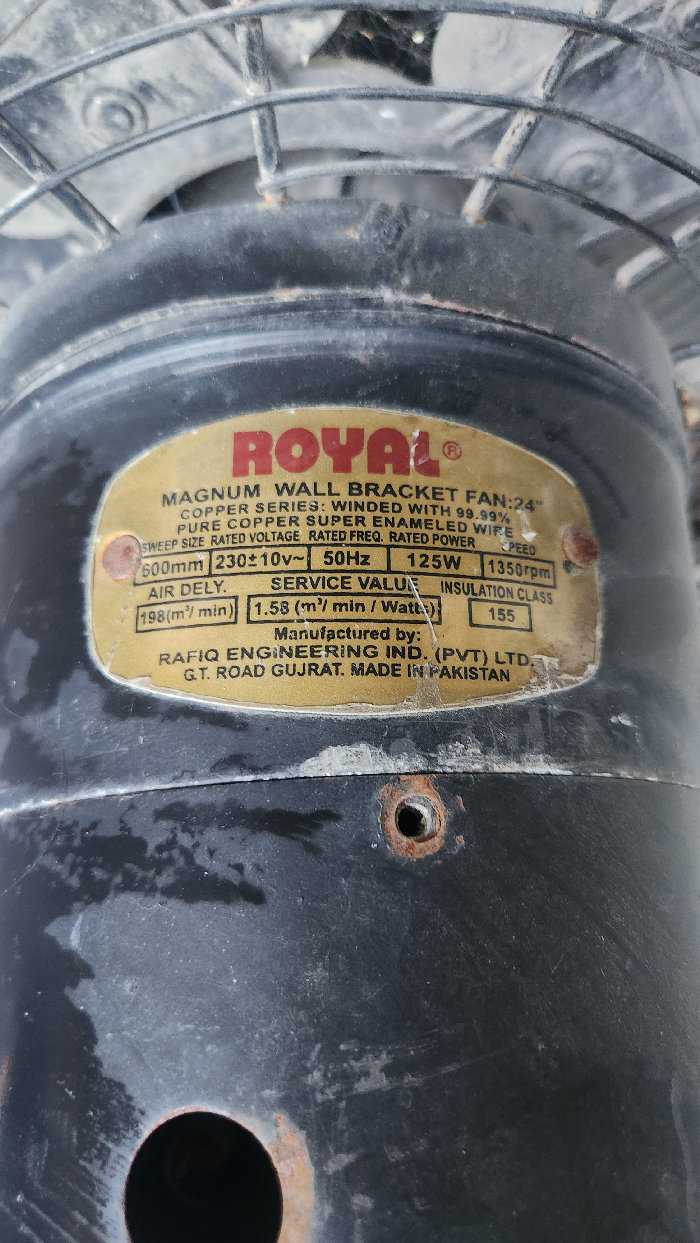 ROYAL®
MAGNUM WALL BRACKET FAN:24"
COPPER SERIES: WINDED WITH 99.99%
PURE COPPER SUPER ENAMELED WIRE
SWEEP SIZE RATED VOLTAGE RATED FREQ. RATED POWER SPEED
600mm 230±10v~ 50Hz 125W 1350rpm
AIR DELY. SERVICE VALUE INSULATION CLASS
198(m³/ min) 1.58 (m³/ min / Watts) 155
Manufactured by:
RAFIQ ENGINEERING IND. (PVT) LTD.
G.T. ROAD GUJRAT. MADE IN PAKISTAN